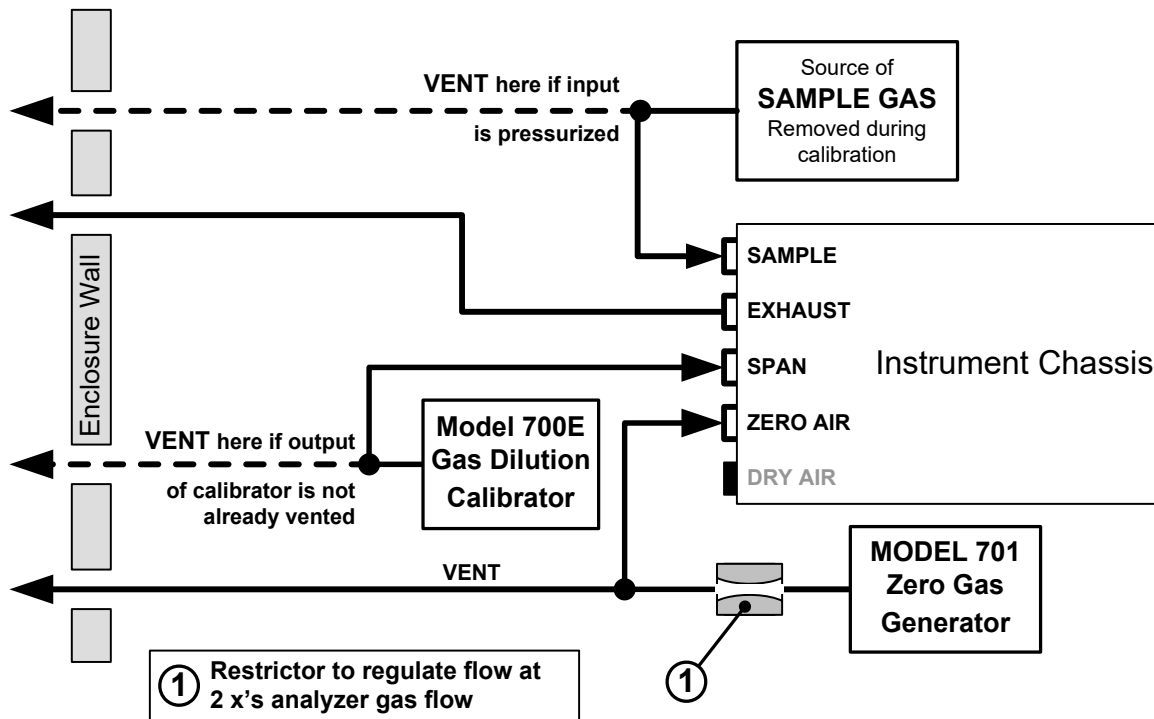 VENT here if input
is pressurized
Source of
SAMPLE GAS
Removed during
calibration
Enclosure Wall
SAMPLE
EXHAUST
SPAN
ZERO AIR
DRY AIR
Instrument Chassis
VENT here if output
of calibrator is not
already vented
Model 700E
Gas Dilution
Calibrator
VENT
MODEL 701
Zero Gas
Generator
1
1 Restrictor to regulate flow at
2 x's analyzer gas flow